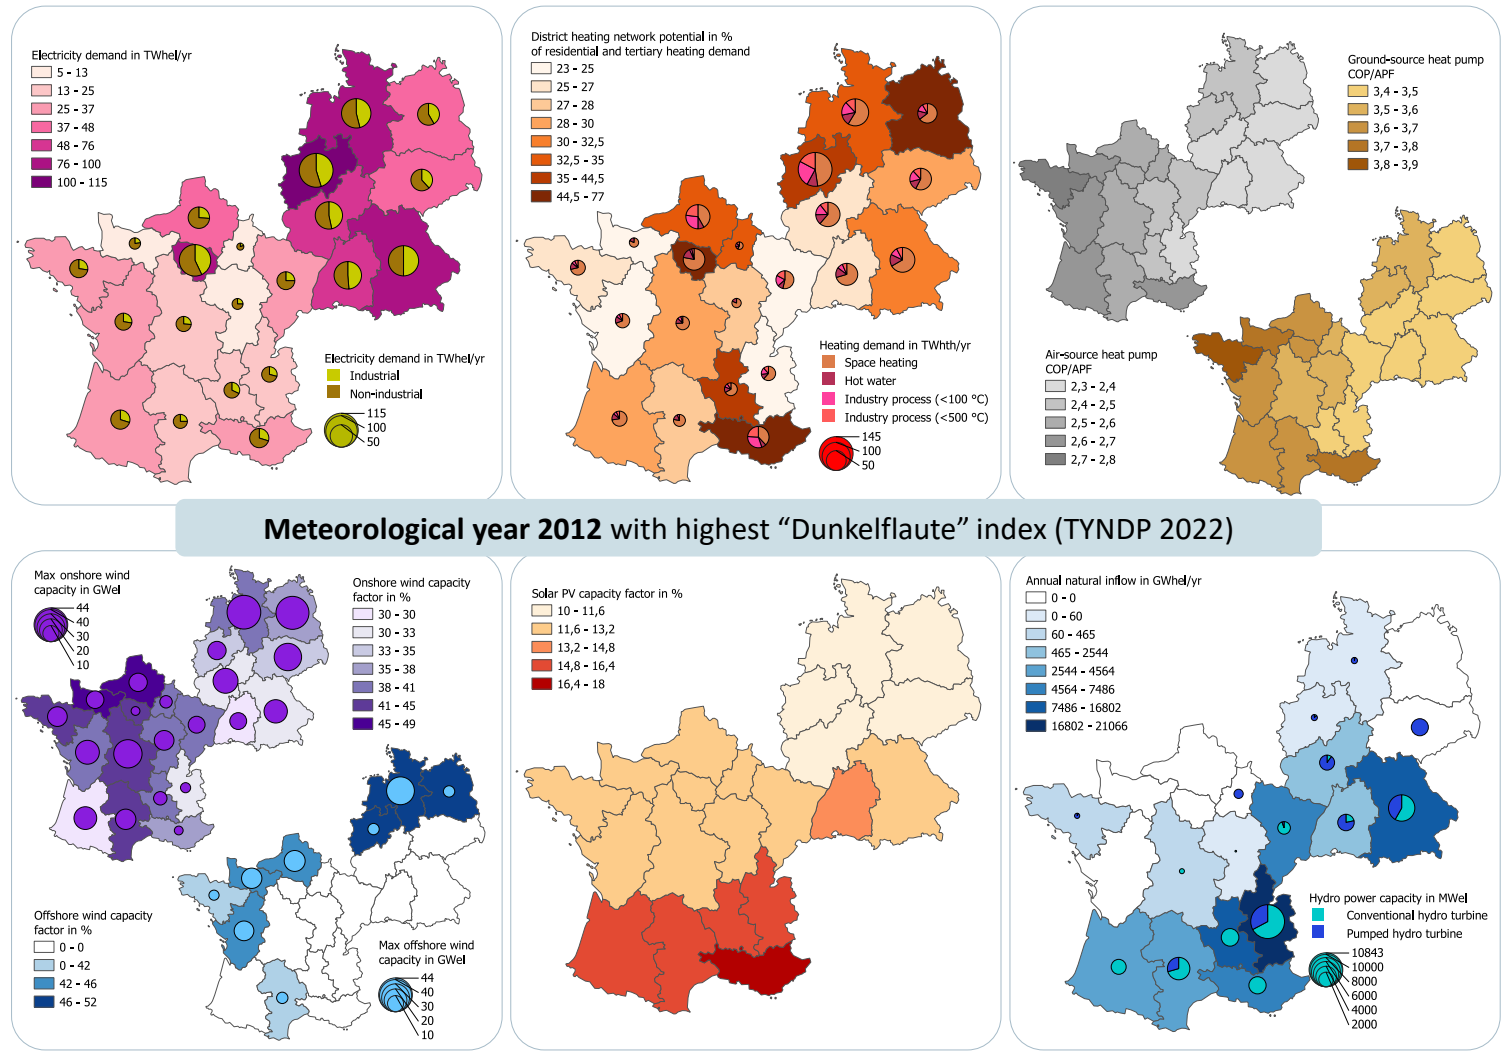 Electricity demand in TWhel/yr
5 - 13
13 - 25
25 - 37
37 - 48
48 - 76
76 - 100
100 - 115
Electricity demand in TWhel/yr
Industrial
Non-industrial
115
100
50
District heating network potential in %
of residential and tertiary heating demand
23 - 25
25 - 27
27 - 28
28 - 30
30 - 32,5
32,5 - 35
35 - 44,5
44,5 - 77
Heating demand in TWhth/yr
Space heating
Hot water
Industry process (<100 °C)
Industry process (<500 °C)
145
100
50
Ground-source heat pump
COP/APF
3,4 - 3,5
3,5 - 3,6
3,6 - 3,7
3,7 - 3,8
3,8 - 3,9
Air-source heat pump
COP/APF
2,3 - 2,4
2,4 - 2,5
2,5 - 2,6
2,6 - 2,7
2,7 - 2,8
Meteorological year 2012 with highest “Dunkelflaute” index (TYNDP 2022)
Max onshore wind
capacity in GWel
44
40
30
20
10
Onshore wind capacity
factor in %
30 - 30
30 - 33
33 - 35
35 - 38
38 - 41
41 - 45
45 - 49
Offshore wind capacity
factor in %
0 - 0
0 - 42
42 - 46
46 - 52
Max offshore wind
capacity in GWel
44
40
30
20
10
Solar PV capacity factor in %
10 - 11,6
11,6 - 13,2
13,2 - 14,8
14,8 - 16,4
16,4 - 18
Annual natural inflow in GWhel/yr
0 - 0
0 - 60
60 - 465
465 - 2544
2544 - 4564
4564 - 7486
7486 - 16802
16802 - 21066
Hydro power capacity in MWel
Conventional hydro turbine
Pumped hydro turbine
10843
10000
8000
6000
4000
2000